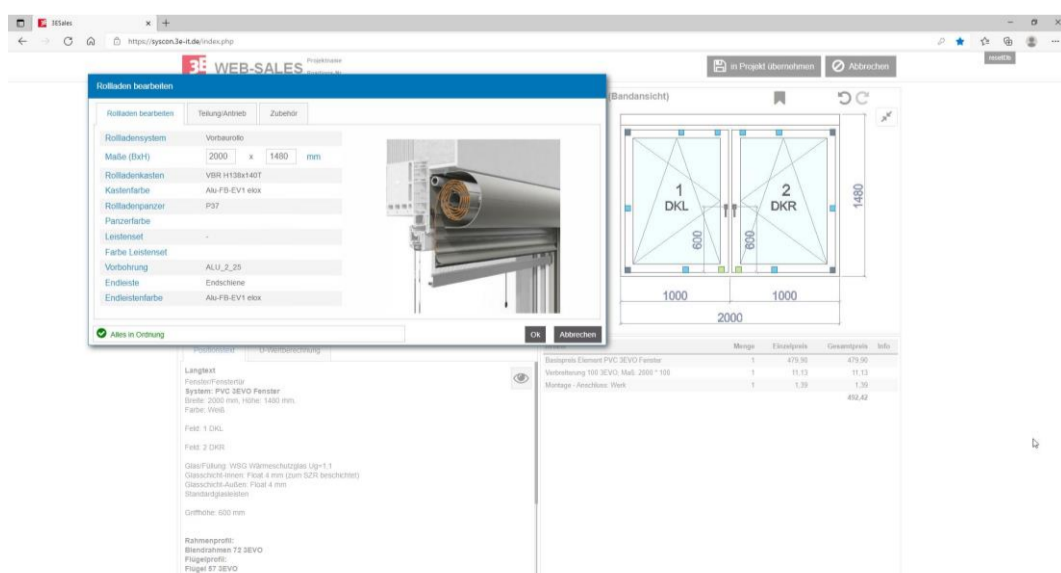 3ESales
https://syscon.3e-it.de/index.php
resetEls
3E WEB-SALES Projektname
in Projekt übernehmen Abbrechen
Rollladen bearbeiten
Rollladen bearbeiten Teilung/Antrieb Zubehör
Rollladensystem Vorbaurollo
Maße (BxH) 2000 x 1480 mm
Rollladenkasten VBR H138x140T
Kastenfarbe Alu-FB-EV1 elox
Rollladenpanzer P37
Panzerfarbe
Leistenset -
Farbe Leistenset
Vorbohrung ALU_2_25
Endleiste Endschiene
Endleistenfarbe Alu-FB-EV1 elox
Alles in Ordnung Ok Abbrechen
(Bandansicht)
1 DKL
2 DKR
600
600
1480
1000 1000
2000
Positionstext U-Wertberechnung
Langtext
Fenster/Fenstertür
System: PVC 3EVO Fenster
Breite: 2000 mm, Höhe: 1480 mm.
Farbe: Weiß
Feld: 1 DKL
Feld: 2 DKR
Glas/Füllung: WSG Wärmeschutzglas Ug=1,1
Glasschicht-Innen: Float 4 mm (zum SZR beschichtet)
Glasschicht-Außen: Float 4 mm
Standardglasleisten
Griffhöhe: 600 mm
Rahmenprofil:
Blendrahmen 72 3EVO
Flügelprofil:
Flügel 57 3EVO
Menge Einzelpreis Gesamtpreis Info
Basispreis Element PVC 3EVO Fenster 1 479,90 479,90
Verbreiterung 100 3EVO; Maß: 2000 * 100 1 11,13 11,13
Montage - Anschluss: Werk 1 1,39 1,39
492,42